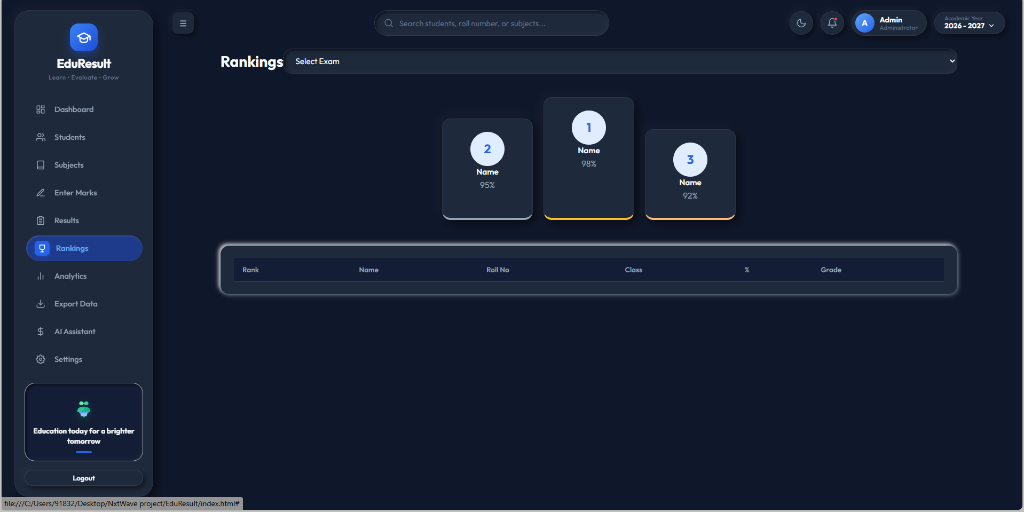 EduResult
Learn • Evaluate • Grow
Dashboard
Students
Subjects
Enter Marks
Results
Rankings
Analytics
Export Data
AI Assistant
Settings
Education today for a brighter
tomorrow
Logout
Search students, roll number, or subjects...
A
Admin
Administrator
Academic Year
2026 - 2027
Rankings
Select Exam
2
Name
95%
1
Name
98%
3
Name
92%
Rank Name Roll No Class % Grade
file:///C:/Users/91832/Desktop/NxtWave project/EduResult/index.html#